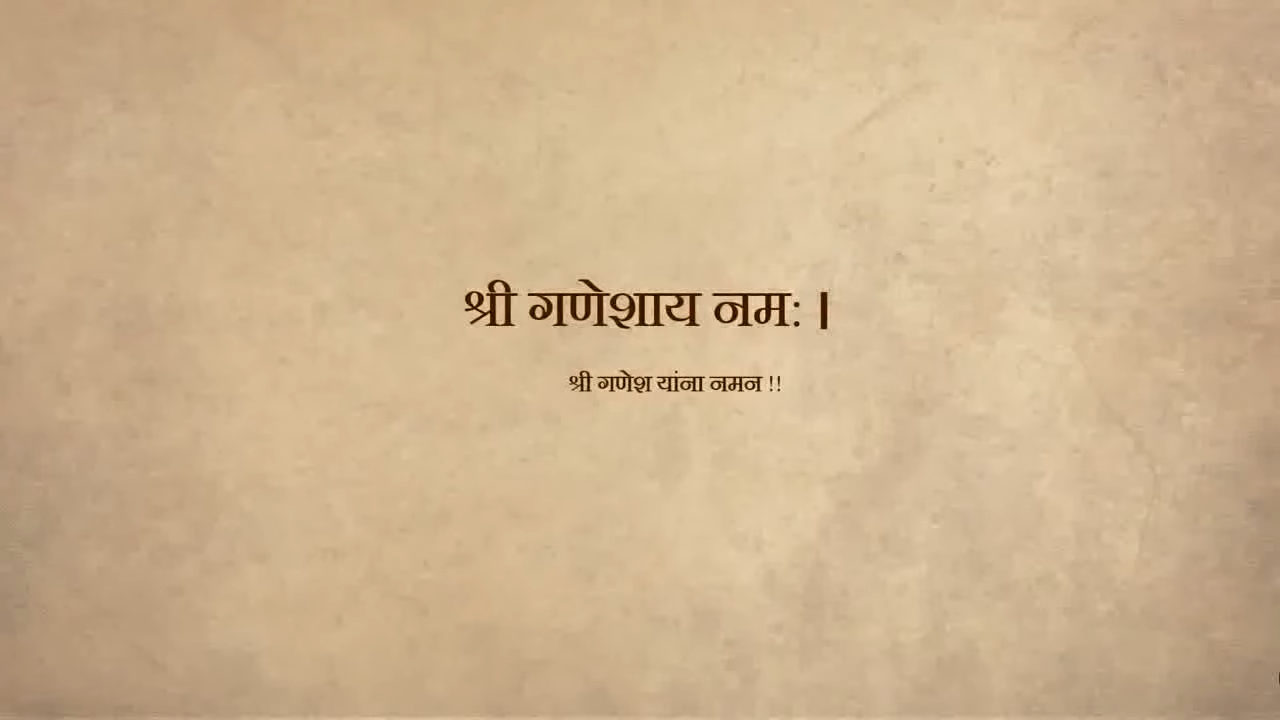 श्री गणेशाय नमः ।
श्री गणेश यांना नमन !!